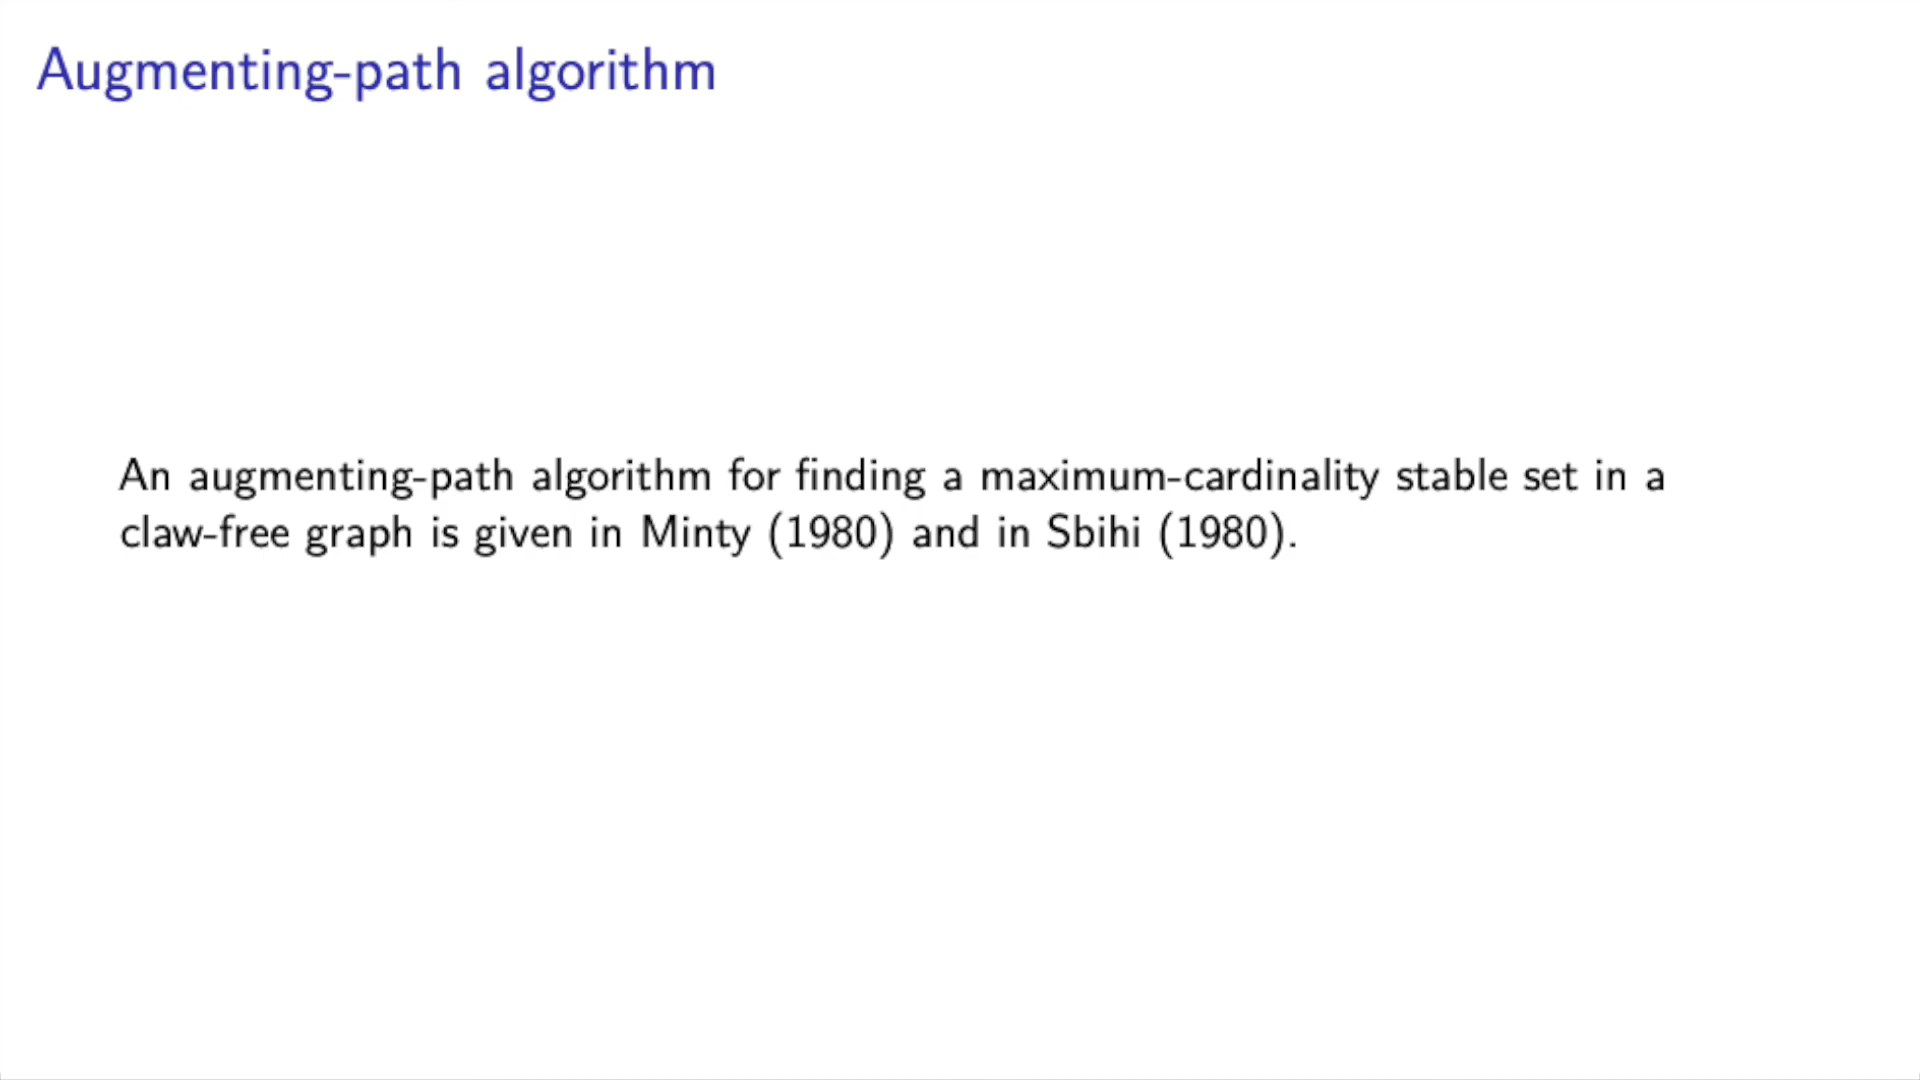 Augmenting-path algorithm
An augmenting-path algorithm for finding a maximum-cardinality stable set in a
claw-free graph is given in Minty (1980) and in Sbihi (1980).